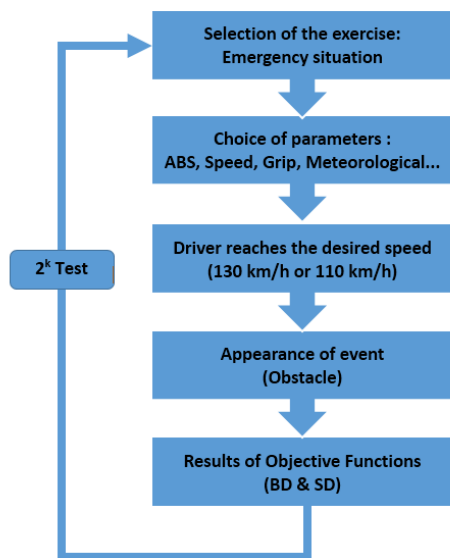 Selection of the exercise:
Emergency situation
Choice of parameters :
ABS, Speed, Grip, Meteorological...
Driver reaches the desired speed
(130 km/h or 110 km/h)
2ᵏ Test
Appearance of event
(Obstacle)
Results of Objective Functions
(BD & SD)